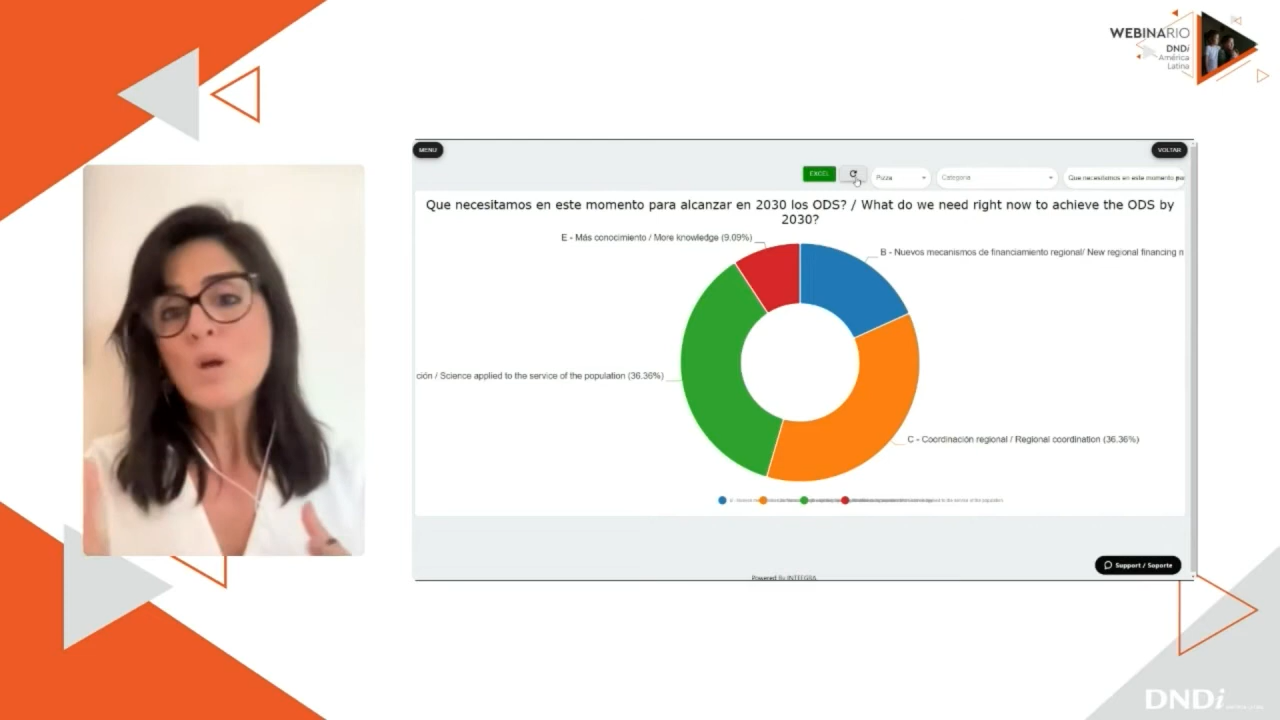 WEBINARIO
DNDi
América
Latina
MENU
VOLTAR
EXCEL
Pizza
Categoria
Que necesitamos en este momento par
Que necesitamos en este momento para alcanzar en 2030 los ODS? / What do we need right now to achieve the ODS by
2030?
E - Más conocimiento / More knowledge (9.09%)
B - Nuevos mecanismos de financiamiento regional/ New regional financing
ción / Science applied to the service of the population (36.36%)
C - Coordinación regional / Regional coordination (36.36%)
Support / Soporte
Powered By INTEGRA
DNDi